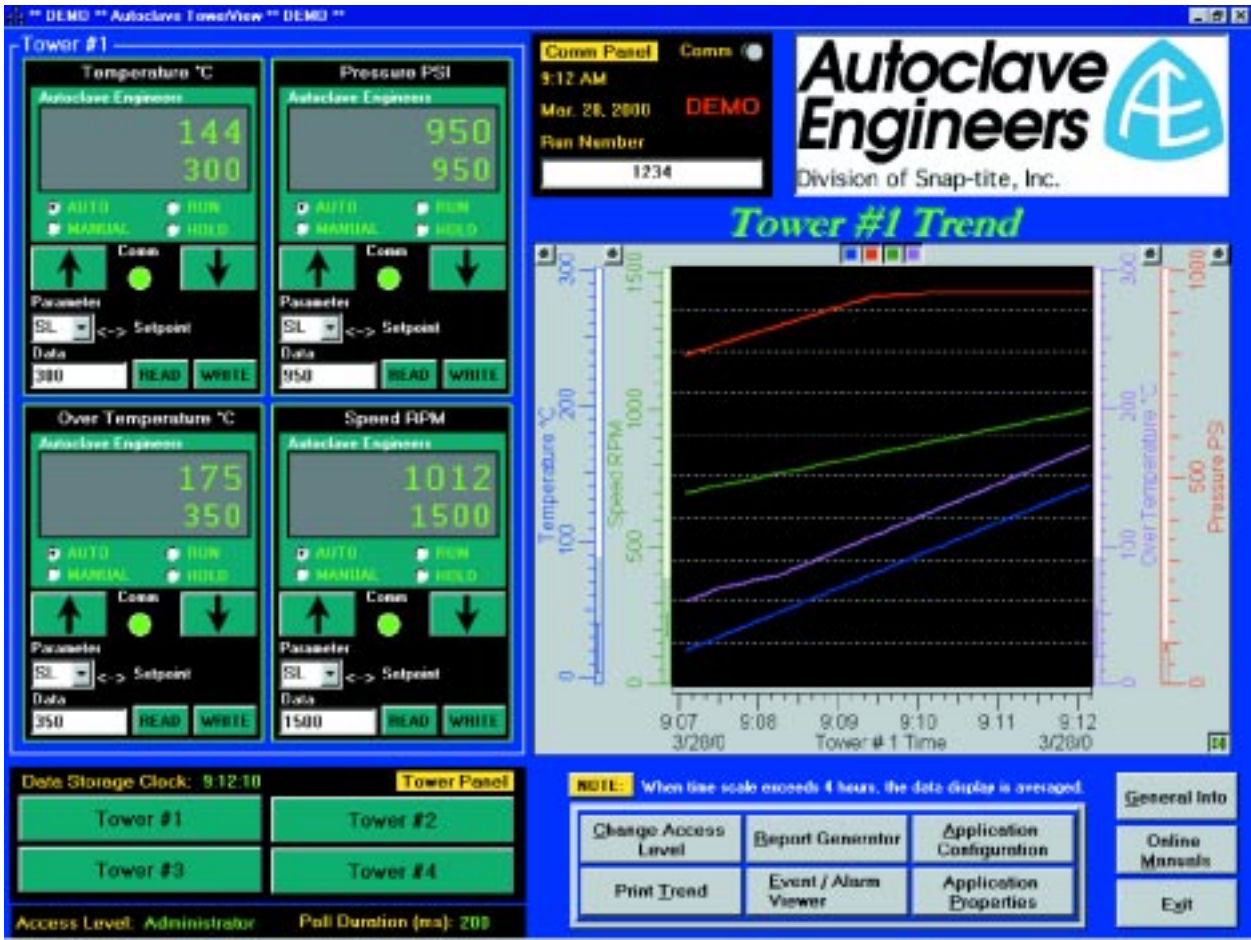 ** DEMO ** Autoclave TowerView ** DEMO **
Tower #1
Temperature °C
Autoclave Engineers
144
300
AUTO
RUN
MANUAL
HOLD
Comm
Parameter
SL
<-> Setpoint
Data
300
READ
WRITE
Pressure PSI
Autoclave Engineers
950
950
AUTO
RUN
MANUAL
HOLD
Comm
Parameter
SL
<-> Setpoint
Data
950
READ
WRITE
Over Temperature °C
Autoclave Engineers
175
350
AUTO
RUN
MANUAL
HOLD
Comm
Parameter
SL
<-> Setpoint
Data
350
READ
WRITE
Speed RPM
Autoclave Engineers
1012
1500
AUTO
RUN
MANUAL
HOLD
Comm
Parameter
SL
<-> Setpoint
Data
1500
READ
WRITE
Comm Panel
Comm
9:12 AM
Mar. 28, 2000
DEMO
Run Number
1234
Autoclave
Engineers
Division of Snap-tite, Inc.
AE
Tower #1 Trend
300
200
100
0
Temperature °C
1500
1000
500
0
Speed RPM
300
200
100
0
Over Temperature °C
1000
500
0
Pressure PSI
9:07
9:08
9:09
9:10
9:11
9:12
3/28/0
Tower # 1 Time
3/28/0
Data Storage Clock: 9:12:10
Tower Panel
Tower #1
Tower #2
Tower #3
Tower #4
Access Level: Administrator
Poll Duration (ms): 200
NOTE: When time scale exceeds 4 hours, the data display is averaged.
Change Access
Level
Report Generator
Application
Configuration
Print Trend
Event / Alarm
Viewer
Application
Properties
General Info
Online
Manuals
Exit